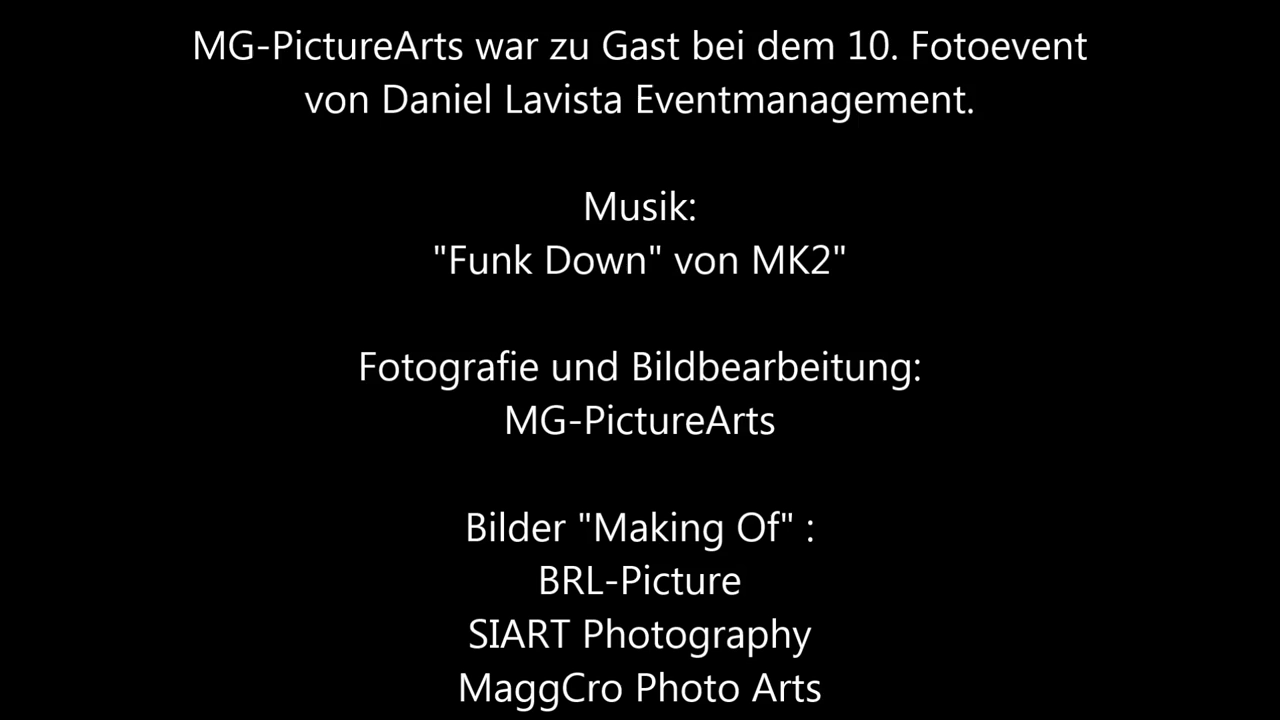 MG-PictureArts war zu Gast bei dem 10. Fotoevent
von Daniel Lavista Eventmanagement.
Musik:
"Funk Down" von MK2"
Fotografie und Bildbearbeitung:
MG-PictureArts
Bilder "Making Of" :
BRL-Picture
SIART Photography
MaggCro Photo Arts